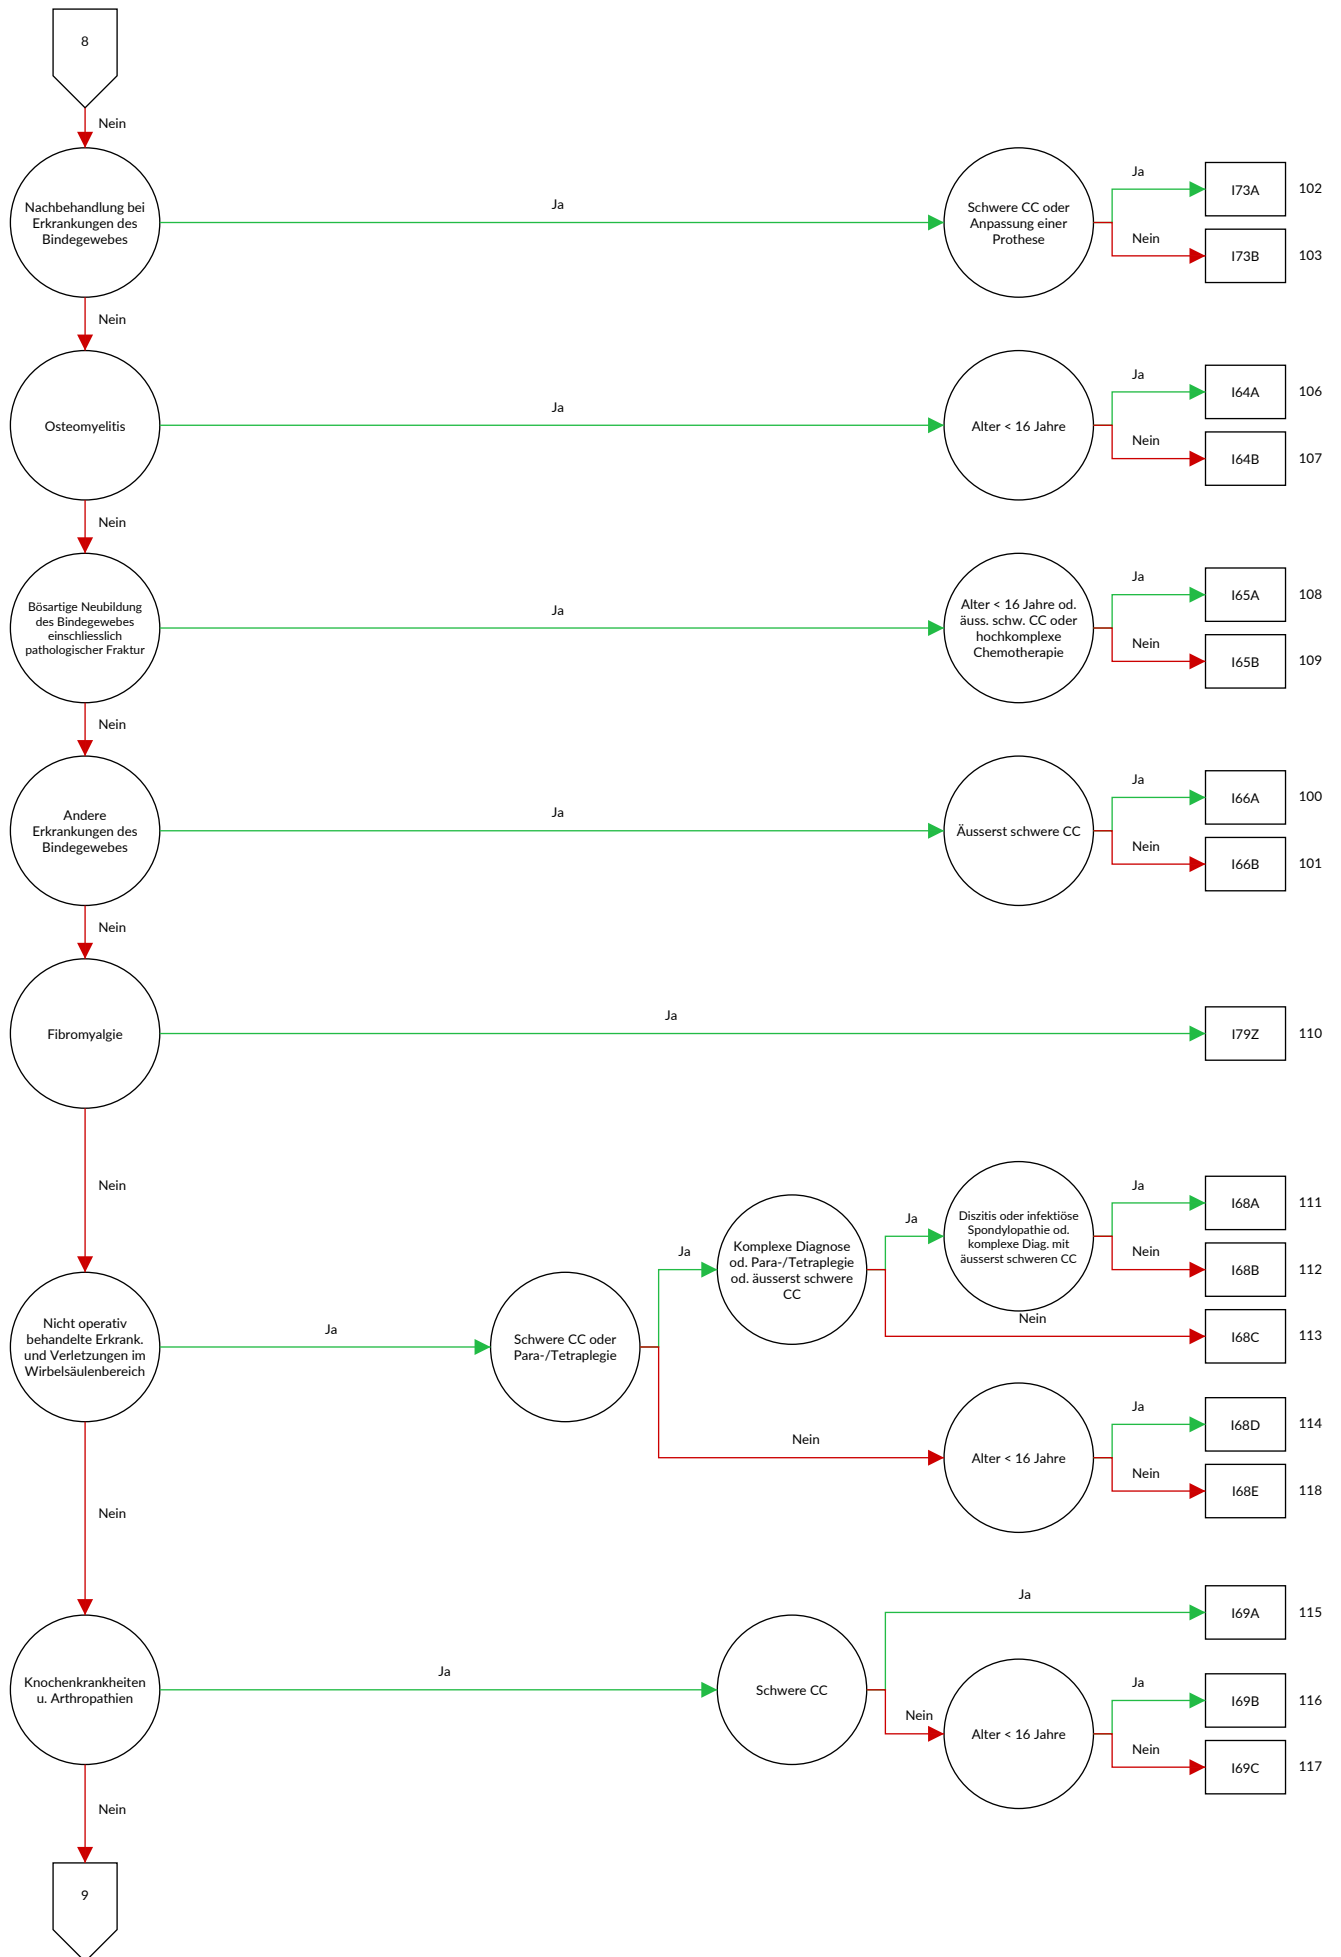 8
Nein
Nachbehandlung bei
Erkrankungen des
Bindegewebes
Ja
Schwere CC oder
Anpassung einer
Prothese
Ja
I73A
102
Nein
I73B
103
Nein
Osteomyelitis
Ja
Alter < 16 Jahre
Ja
I64A
106
Nein
I64B
107
Nein
Bösartige Neubildung
des Bindegewebes
einschliesslich
pathologischer Fraktur
Ja
Alter < 16 Jahre od.
äuss. schw. CC oder
hochkomplexe
Chemotherapie
Ja
I65A
108
Nein
I65B
109
Nein
Andere
Erkrankungen des
Bindegewebes
Ja
Äusserst schwere CC
Ja
I66A
100
Nein
I66B
101
Nein
Fibromyalgie
Ja
I79Z
110
Nein
Nicht operativ
behandelte Erkrank.
und Verletzungen im
Wirbelsäulenbereich
Ja
Schwere CC oder
Para-/Tetraplegie
Ja
Komplexe Diagnose
od. Para-/Tetraplegie
od. äusserst schwere
CC
Ja
Diszitis oder infektiöse
Spondylopathie od.
komplexe Diag. mit
äusserst schweren CC
Ja
I68A
111
Nein
I68B
112
Nein
I68C
113
Nein
Alter < 16 Jahre
Ja
I68D
114
Nein
I68E
118
Nein
Knochenkrankheiten
u. Arthropathien
Ja
Schwere CC
Ja
I69A
115
Nein
Alter < 16 Jahre
Ja
I69B
116
Nein
I69C
117
Nein
9